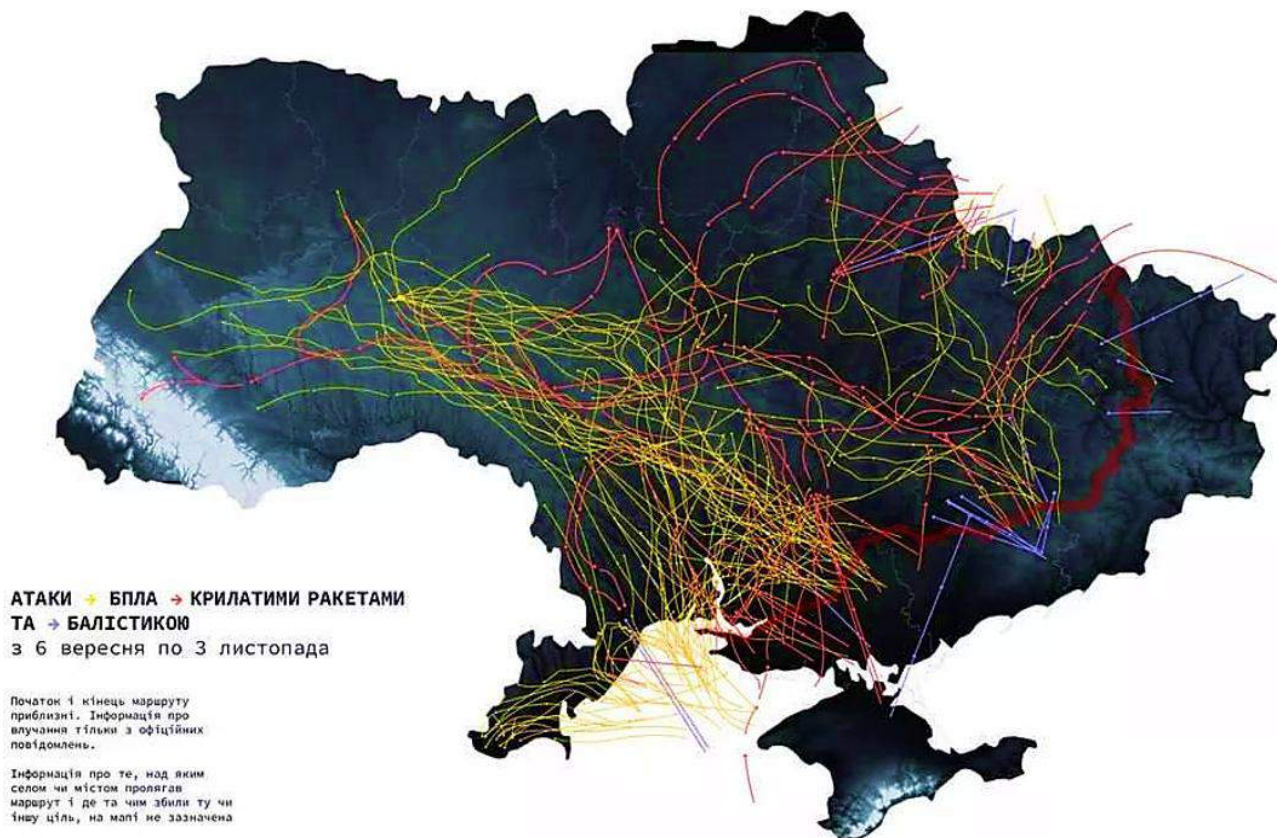 АТАКИ → БПЛА → КРИЛАТИМИ РАКЕТАМИ
ТА → БАЛІСТИКОЮ
з 6 вересня по 3 листопада
Початок і кінець маршруту
приблизні. Інформація про
влучання тільки з офіційних
повідомлень.
Інформація про те, над яким
селом чи містом пролягав
маршрут і де та чим збили ту чи
іншу ціль, на мапі не зазначена